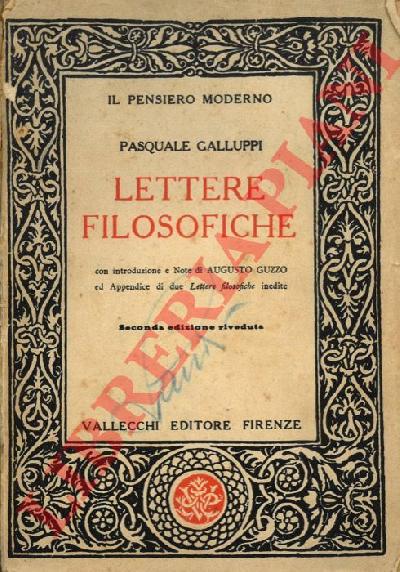 IL PENSIERO MODERNO
PASQUALE GALLUPPI
LETTERE
FILOSOFICHE
con introduzione e Note di AUGUSTO GUZZO
ed Appendice di due Lettere filosofiche inedite
Seconda edizione riveduta
VALLECCHI EDITORE FIRENZE
LIBRERIA PIANI